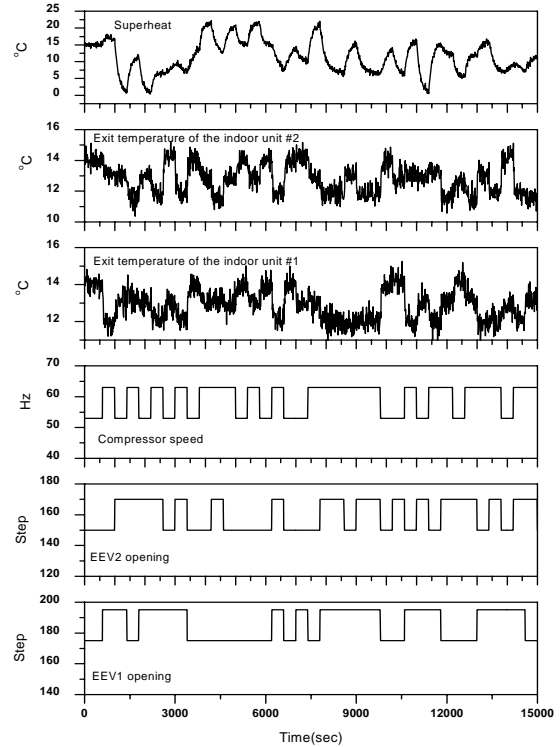 25
Superheat
20
15
10
5
0
°C
16
Exit temperature of the indoor unit #2
14
12
10
°C
16
Exit temperature of the indoor unit #1
14
12
°C
70
60
50
40
Hz
Compressor speed
180
160
140
120
Step
EEV2 opening
200
180
160
140
Step
EEV1 opening
0 3000 6000 9000 12000 15000
Time(sec)